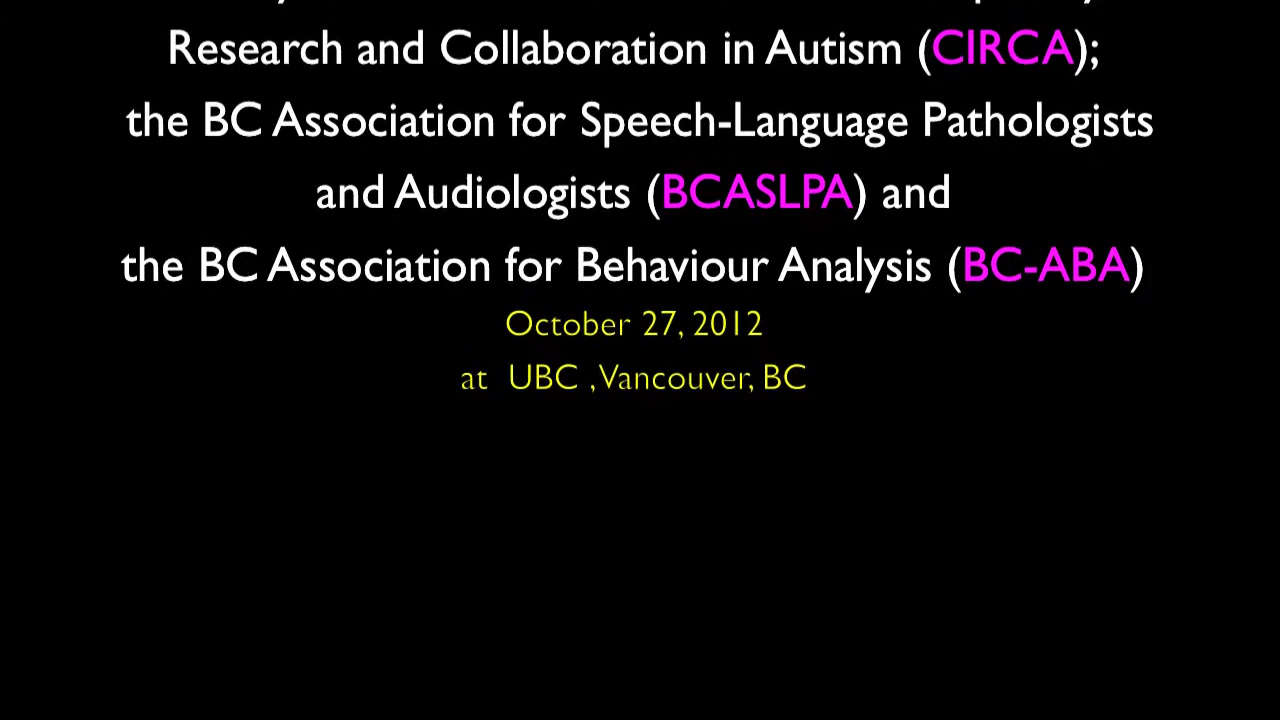 Research and Collaboration in Autism (CIRCA);
the BC Association for Speech-Language Pathologists
and Audiologists (BCASLPA) and
the BC Association for Behaviour Analysis (BC-ABA)
October 27, 2012
at UBC , Vancouver, BC